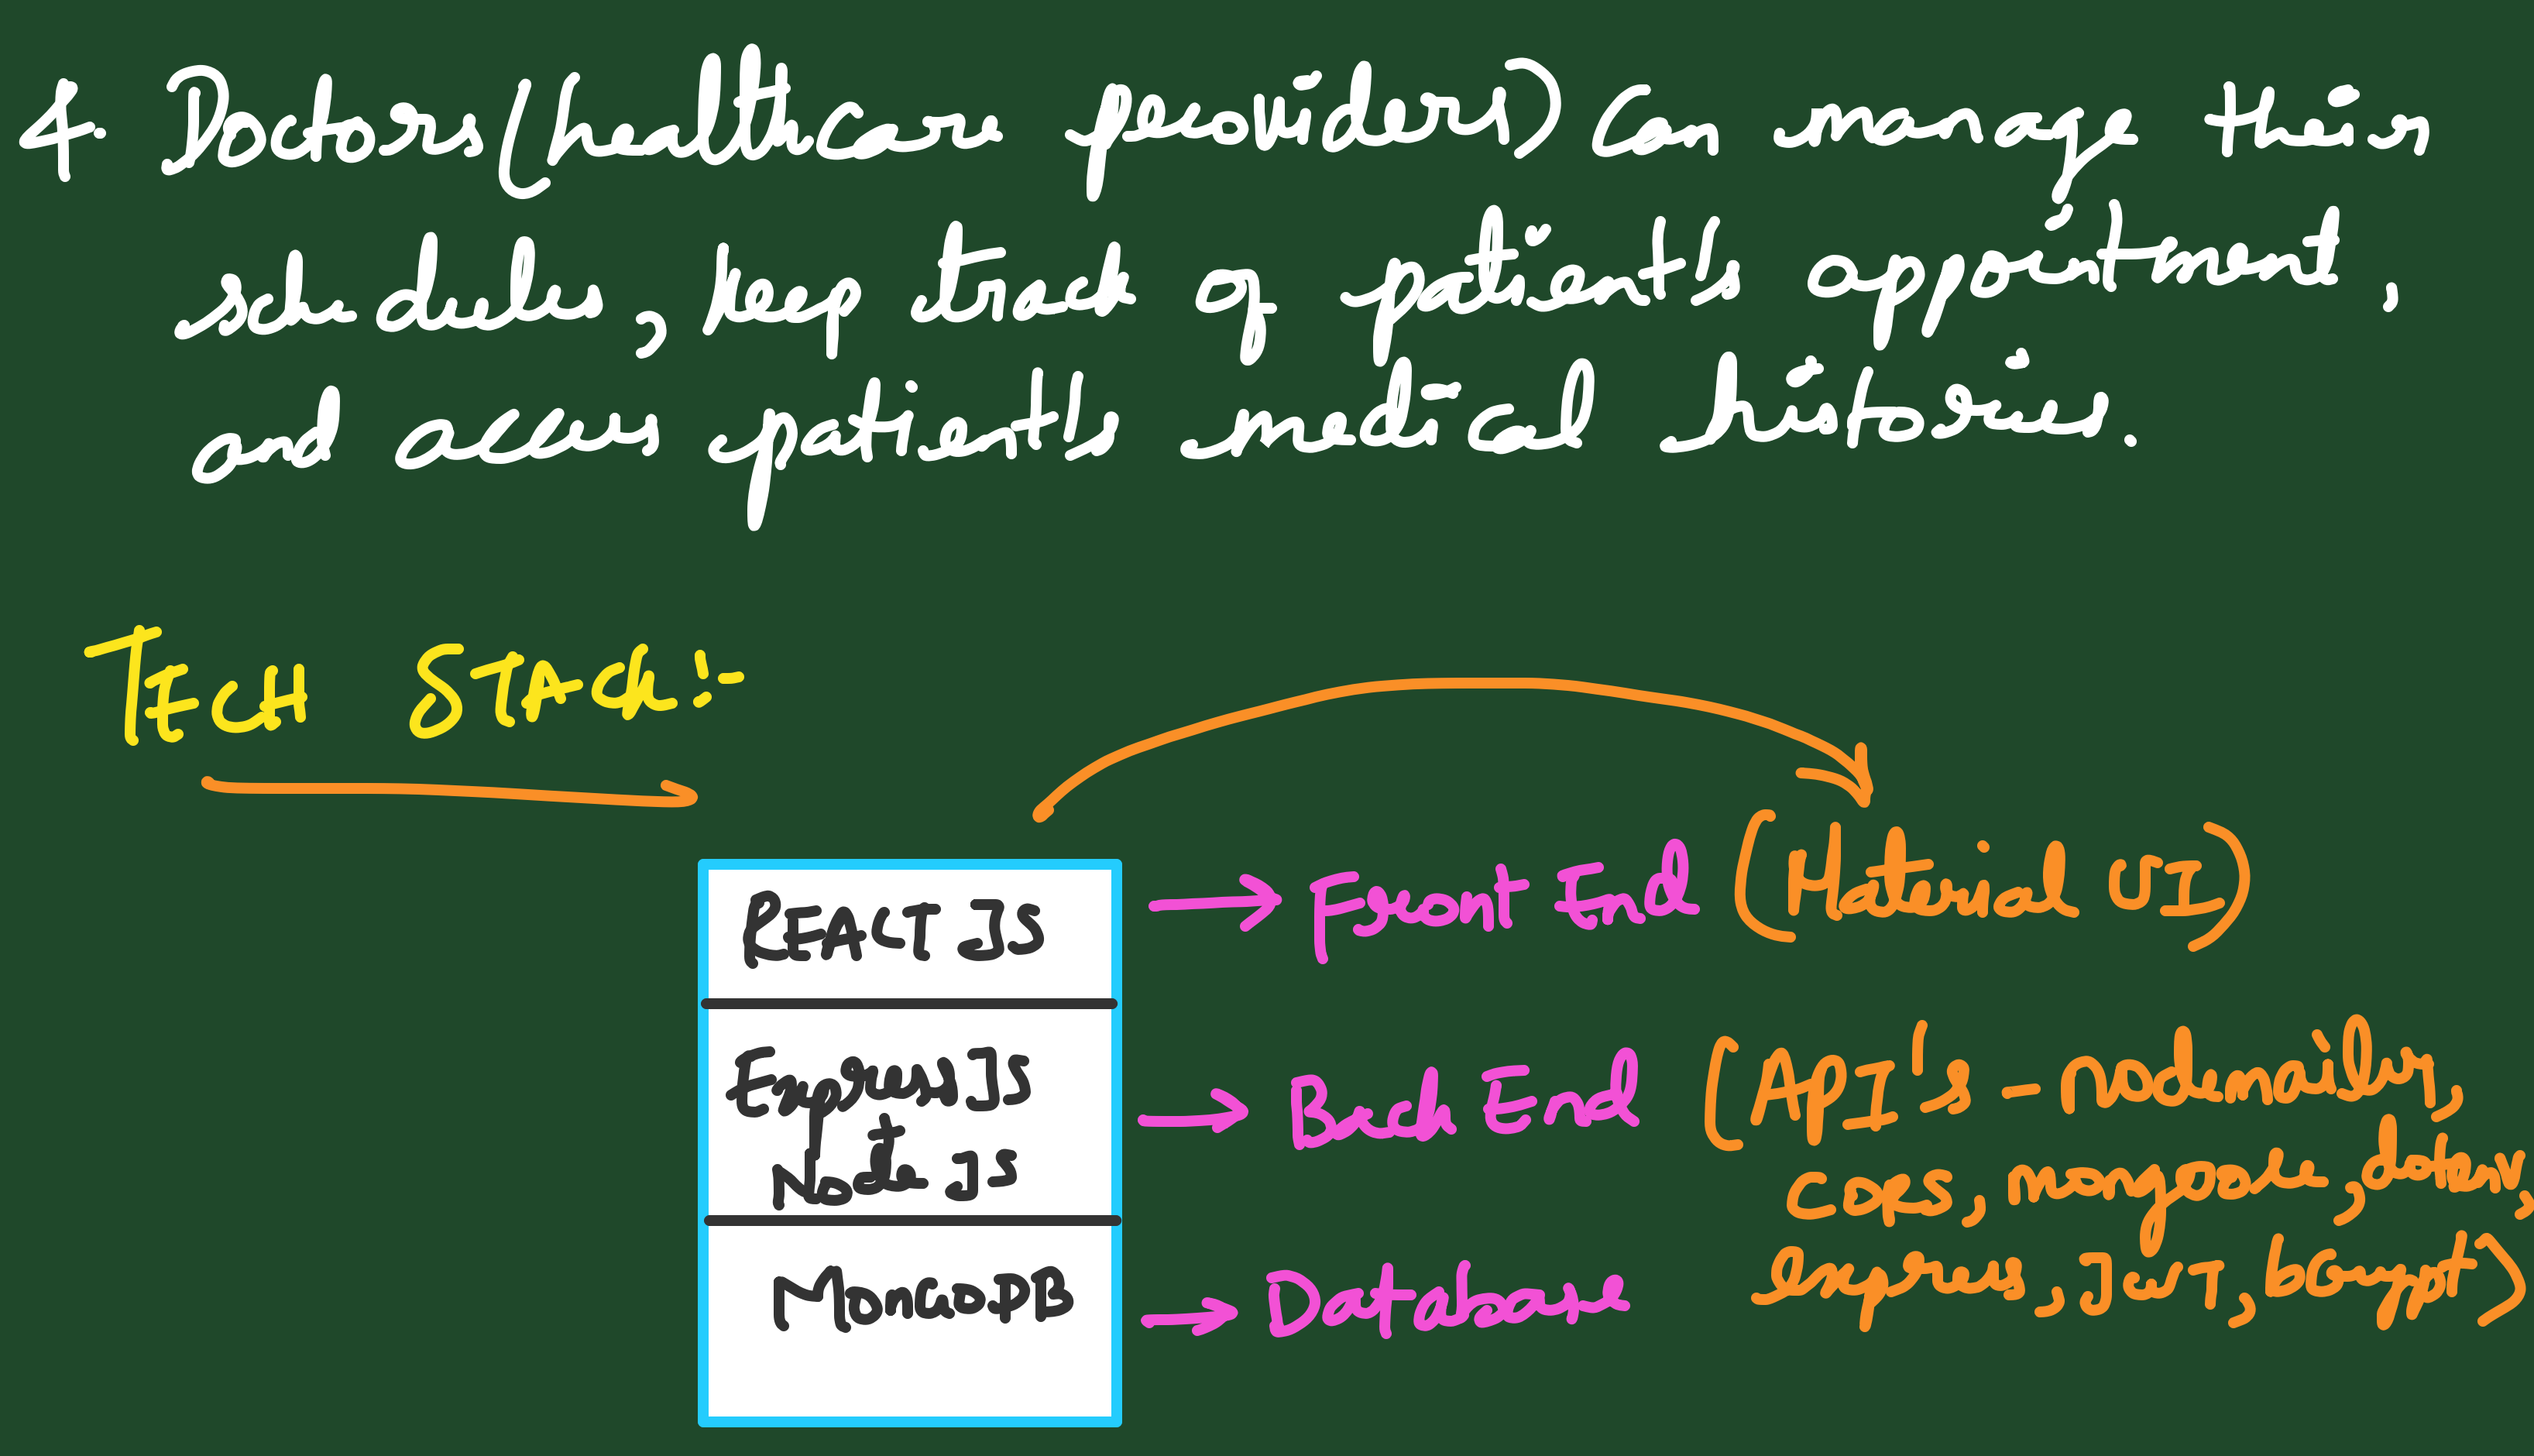 4. Doctors (healthcare providers) can manage their
schedules, keep track of patient's appointment,
and access patient's medical histories.
TECH STACK :-
REACT JS → Front End (Material UI)
Express JS → Back End (API's - nodemailer,
+
Node JS
cors, mongoose, dotenv,
express, JWT, bcrypt)
MONGODB → Database